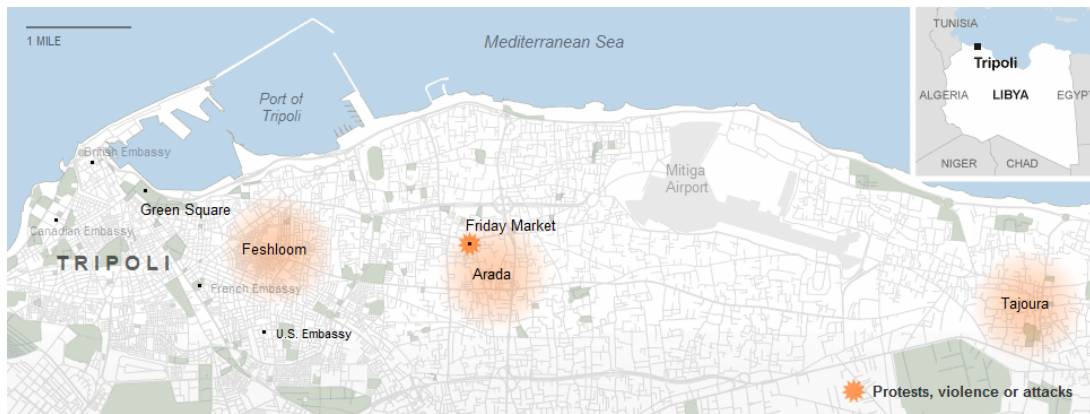 1 MILE
Mediterranean Sea
Port of
Tripoli
British Embassy
Green Square
Canadian Embassy
TRIPOLI
Feshloom
French Embassy
U.S. Embassy
Friday Market
Arada
Mitiga
Airport
Tajoura
Protests, violence or attacks
TUNISIA
Tripoli
ALGERIA
LIBYA
EGYPT
NIGER
CHAD